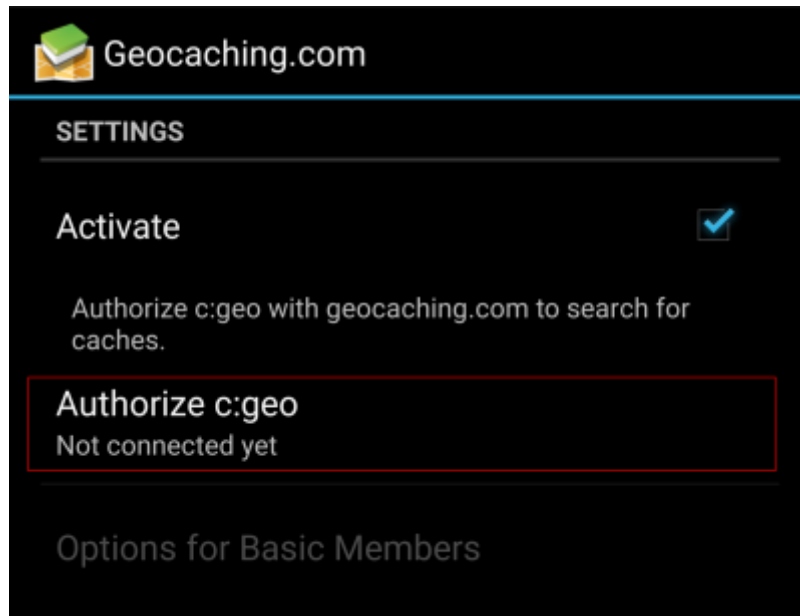 Geocaching.com
SETTINGS
Activate
Authorize c:geo with geocaching.com to search for
caches.
Authorize c:geo
Not connected yet
Options for Basic Members